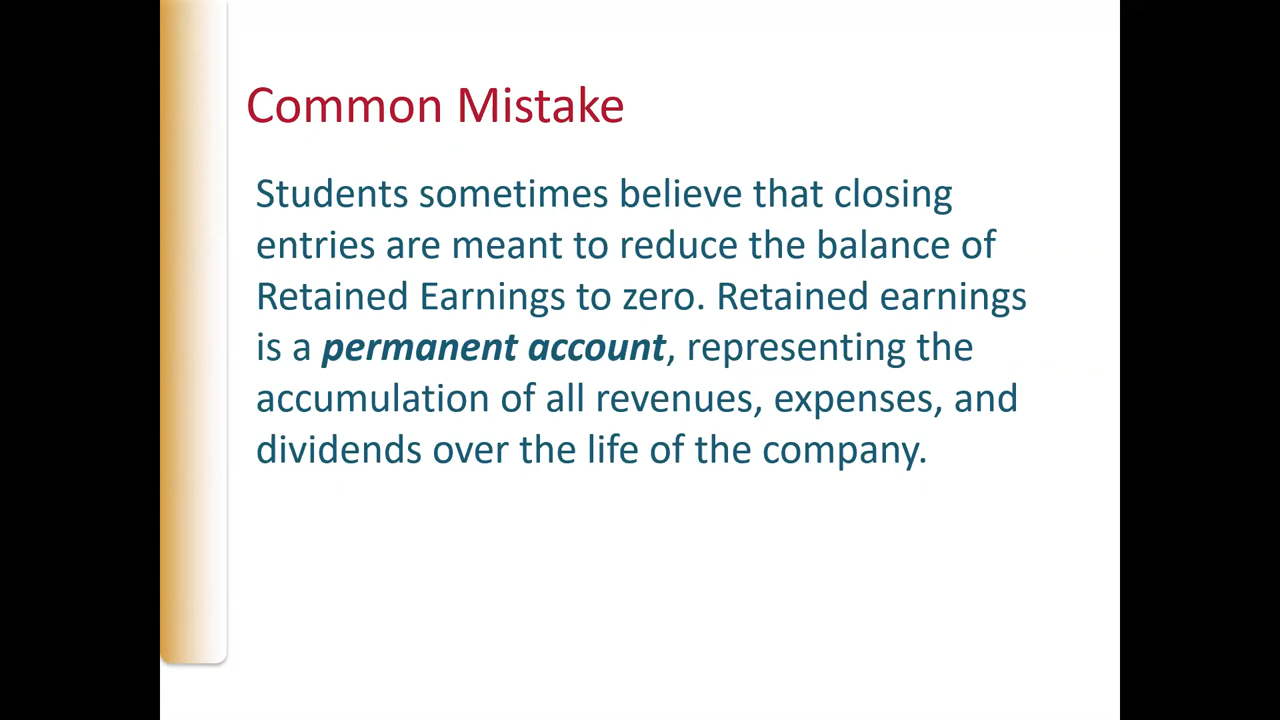 Common Mistake
Students sometimes believe that closing
entries are meant to reduce the balance of
Retained Earnings to zero. Retained earnings
is a permanent account, representing the
accumulation of all revenues, expenses, and
dividends over the life of the company.